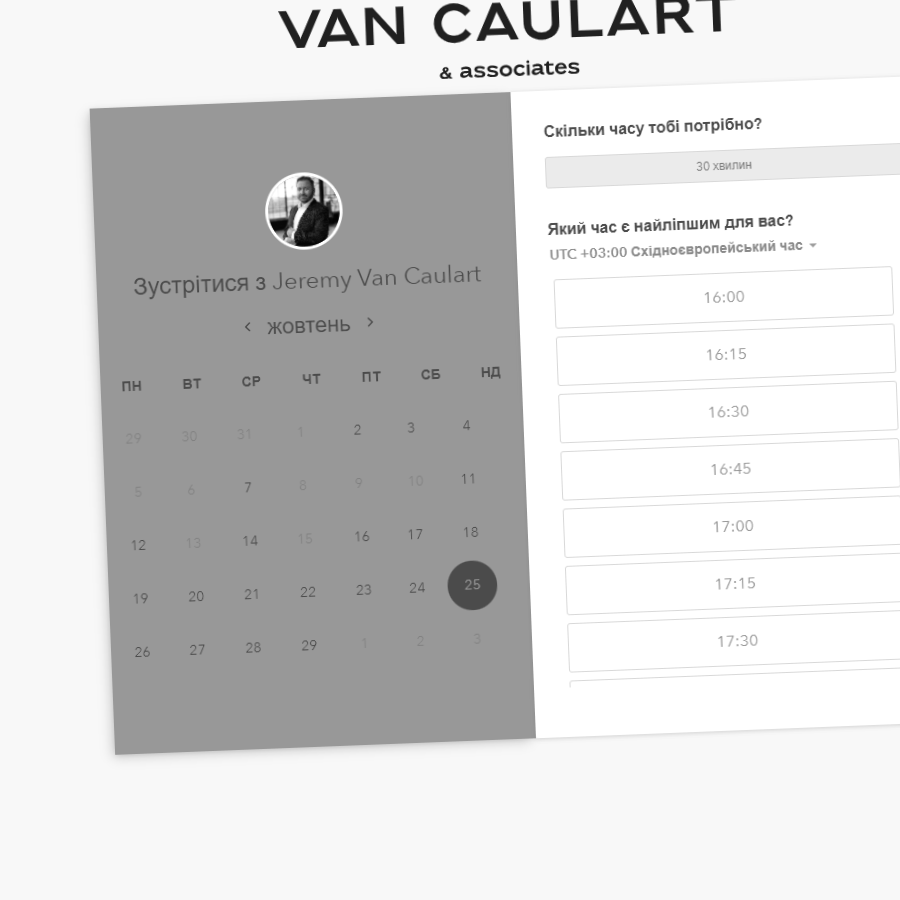 VAN CAULART
& associates
Зустрітися з Jeremy Van Caulart
жовтень
ПН ВТ СР ЧТ ПТ СБ НД
29 30 31 1 2 3 4
5 6 7 8 9 10 11
12 13 14 15 16 17 18
19 20 21 22 23 24 25
26 27 28 29 1 2 3
Скільки часу тобі потрібно?
30 хвилин
Який час є найліпшим для вас?
UTC +03:00 Східноєвропейський час
16:00
16:15
16:30
16:45
17:00
17:15
17:30